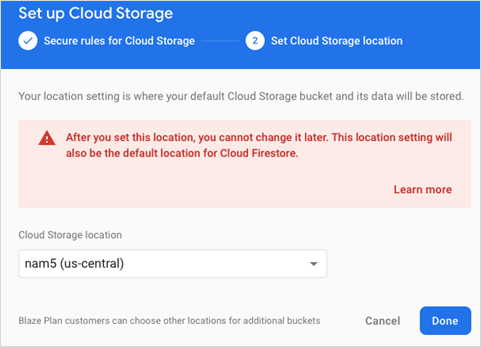 Set up Cloud Storage
Secure rules for Cloud Storage
2 Set Cloud Storage location
Your location setting is where your default Cloud Storage bucket and its data will be stored.
After you set this location, you cannot change it later. This location setting will
also be the default location for Cloud Firestore.
Learn more
Cloud Storage location
nam5 (us-central)
Blaze Plan customers can choose other locations for additional buckets
Cancel
Done